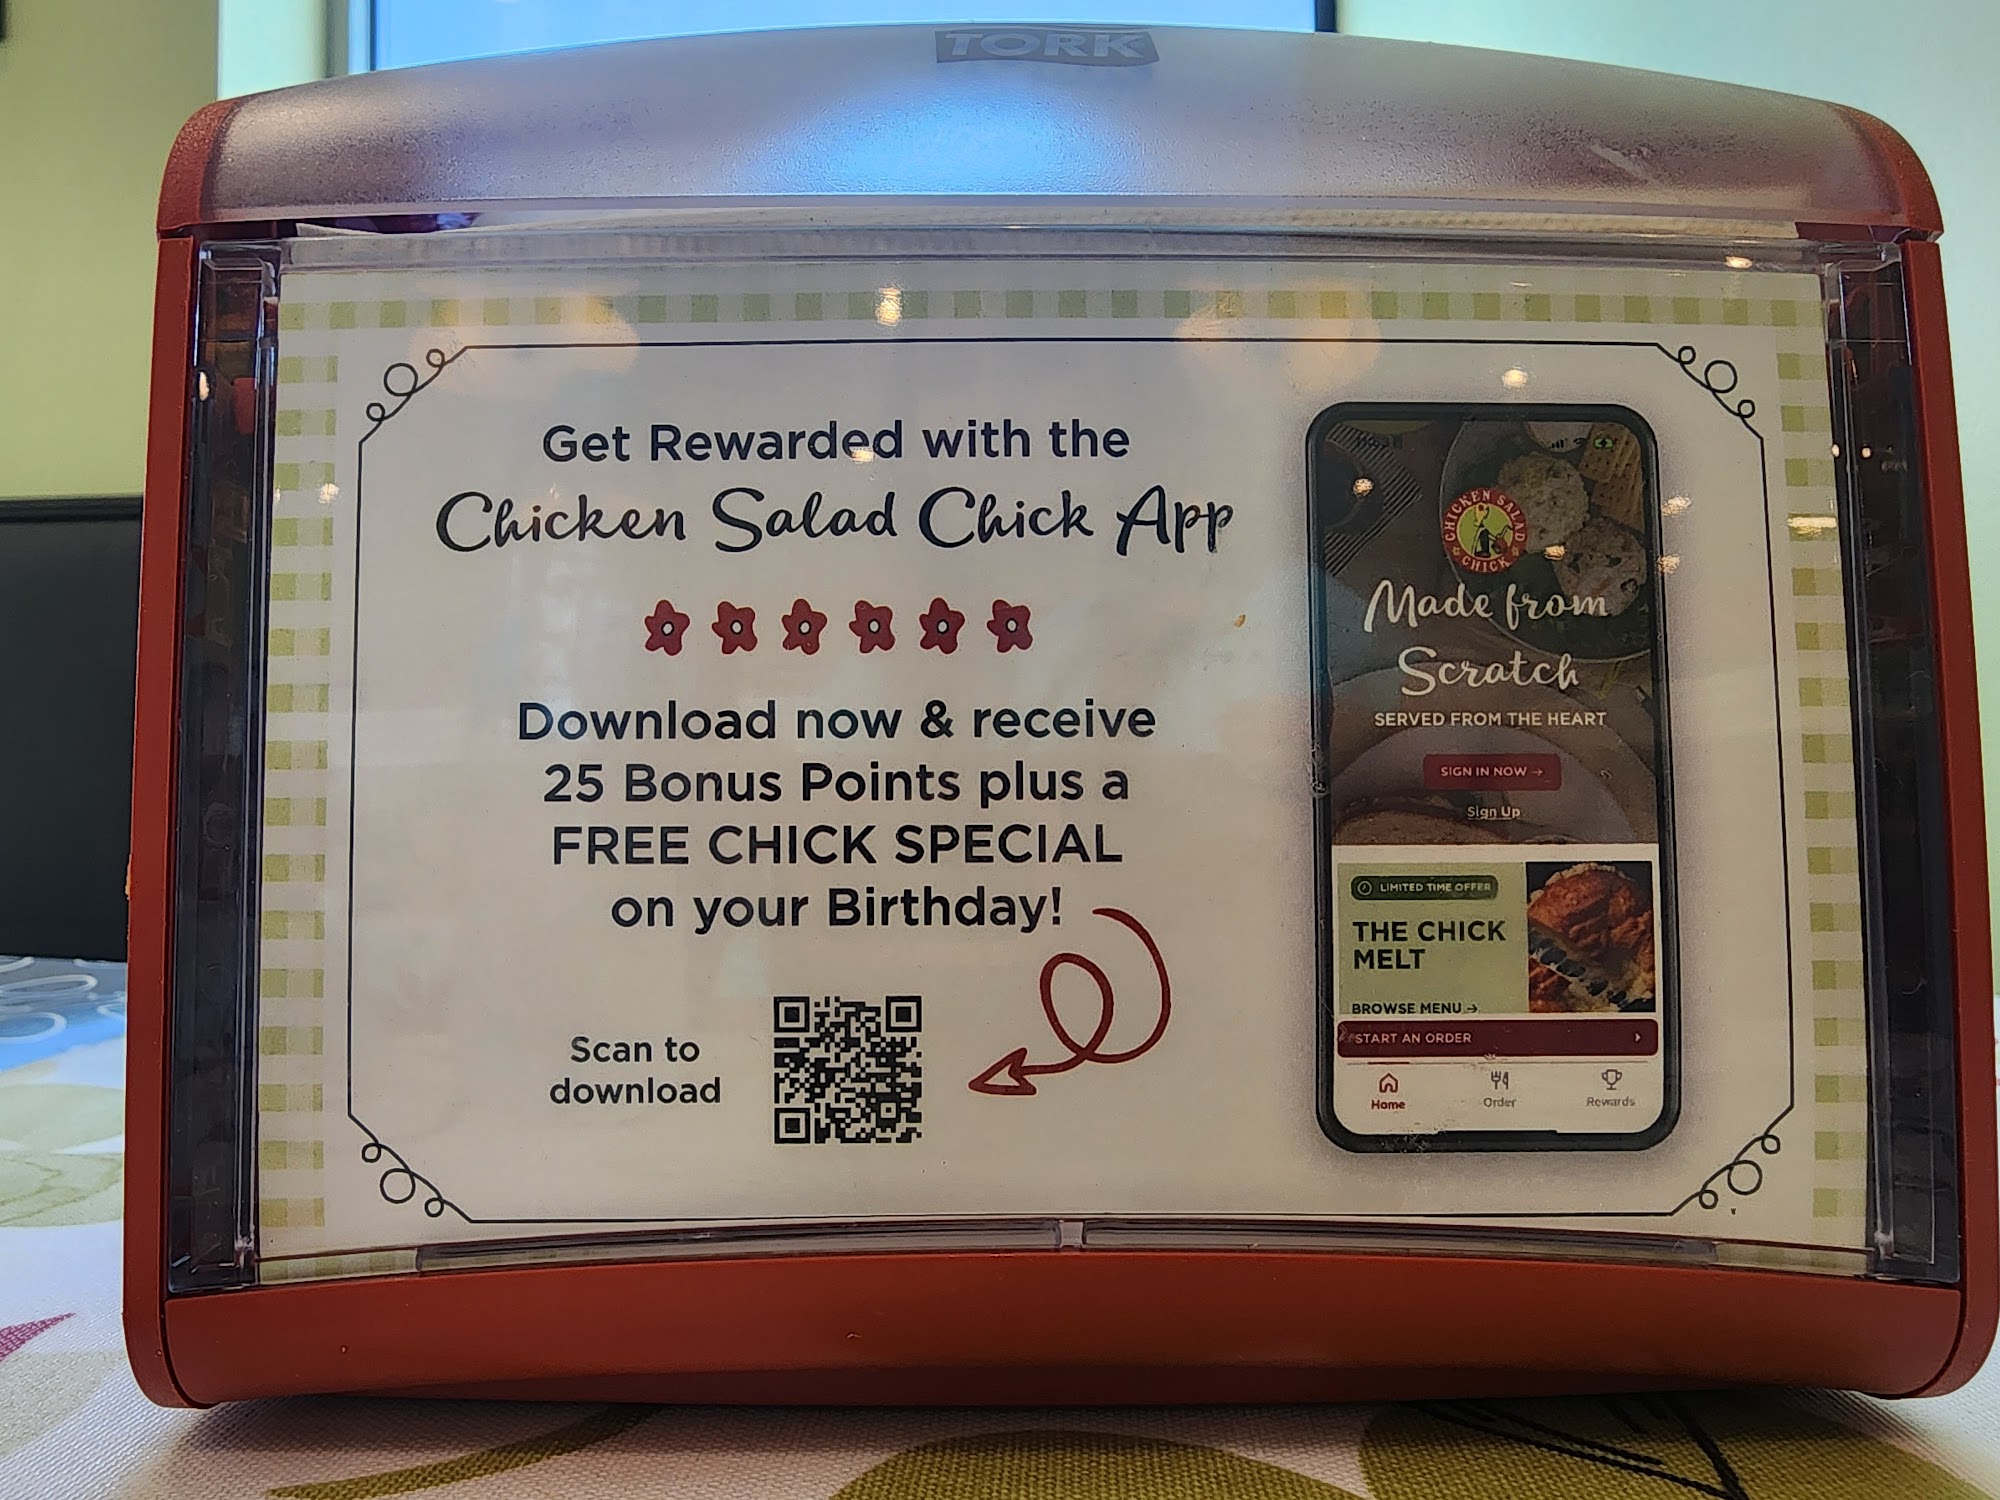 TORK
Get Rewarded with the
Chicken Salad Chick App
Download now & receive
25 Bonus Points plus a
FREE CHICK SPECIAL
on your Birthday!
Scan to
download
CHICKEN SALAD
CHICK
Made from
Scratch
SERVED FROM THE HEART
SIGN IN NOW →
Sign Up
LIMITED TIME OFFER
THE CHICK
MELT
BROWSE MENU →
START AN ORDER
Home Order Rewards